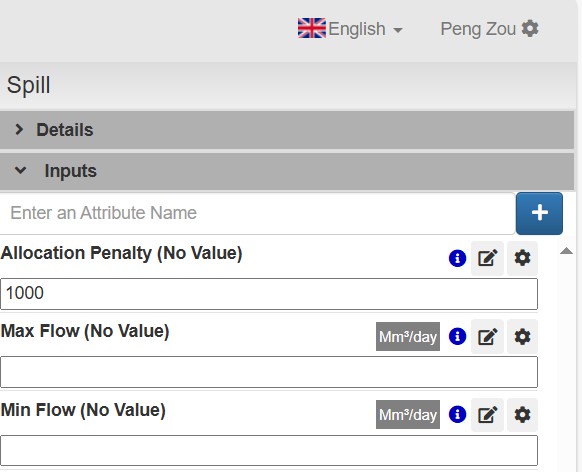 English
Peng Zou
Spill
Details
Inputs
Enter an Attribute Name
Allocation Penalty (No Value)
1000
Max Flow (No Value)
Mm³/day
Min Flow (No Value)
Mm³/day